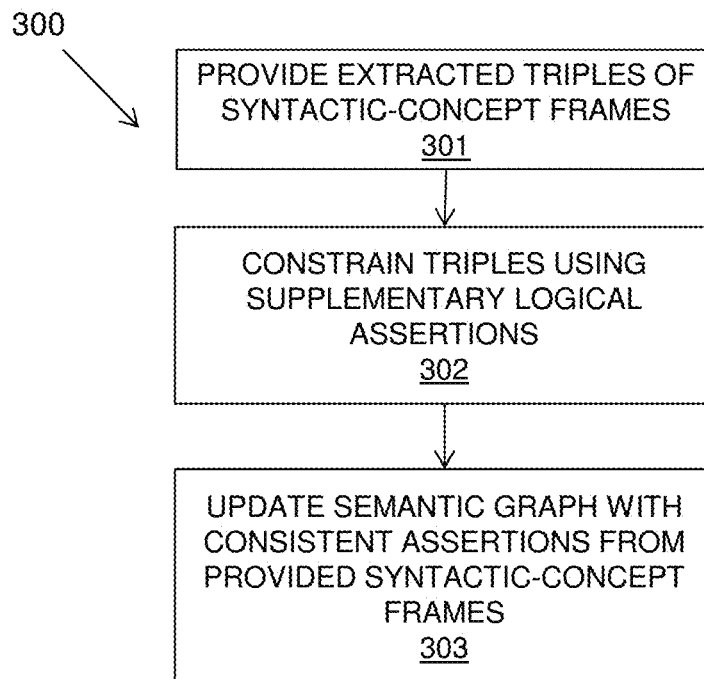 300
PROVIDE EXTRACTED TRIPLES OF
SYNTACTIC-CONCEPT FRAMES
301
CONSTRAIN TRIPLES USING
SUPPLEMENTARY LOGICAL
ASSERTIONS
302
UPDATE SEMANTIC GRAPH WITH
CONSISTENT ASSERTIONS FROM
PROVIDED SYNTACTIC-CONCEPT
FRAMES
303